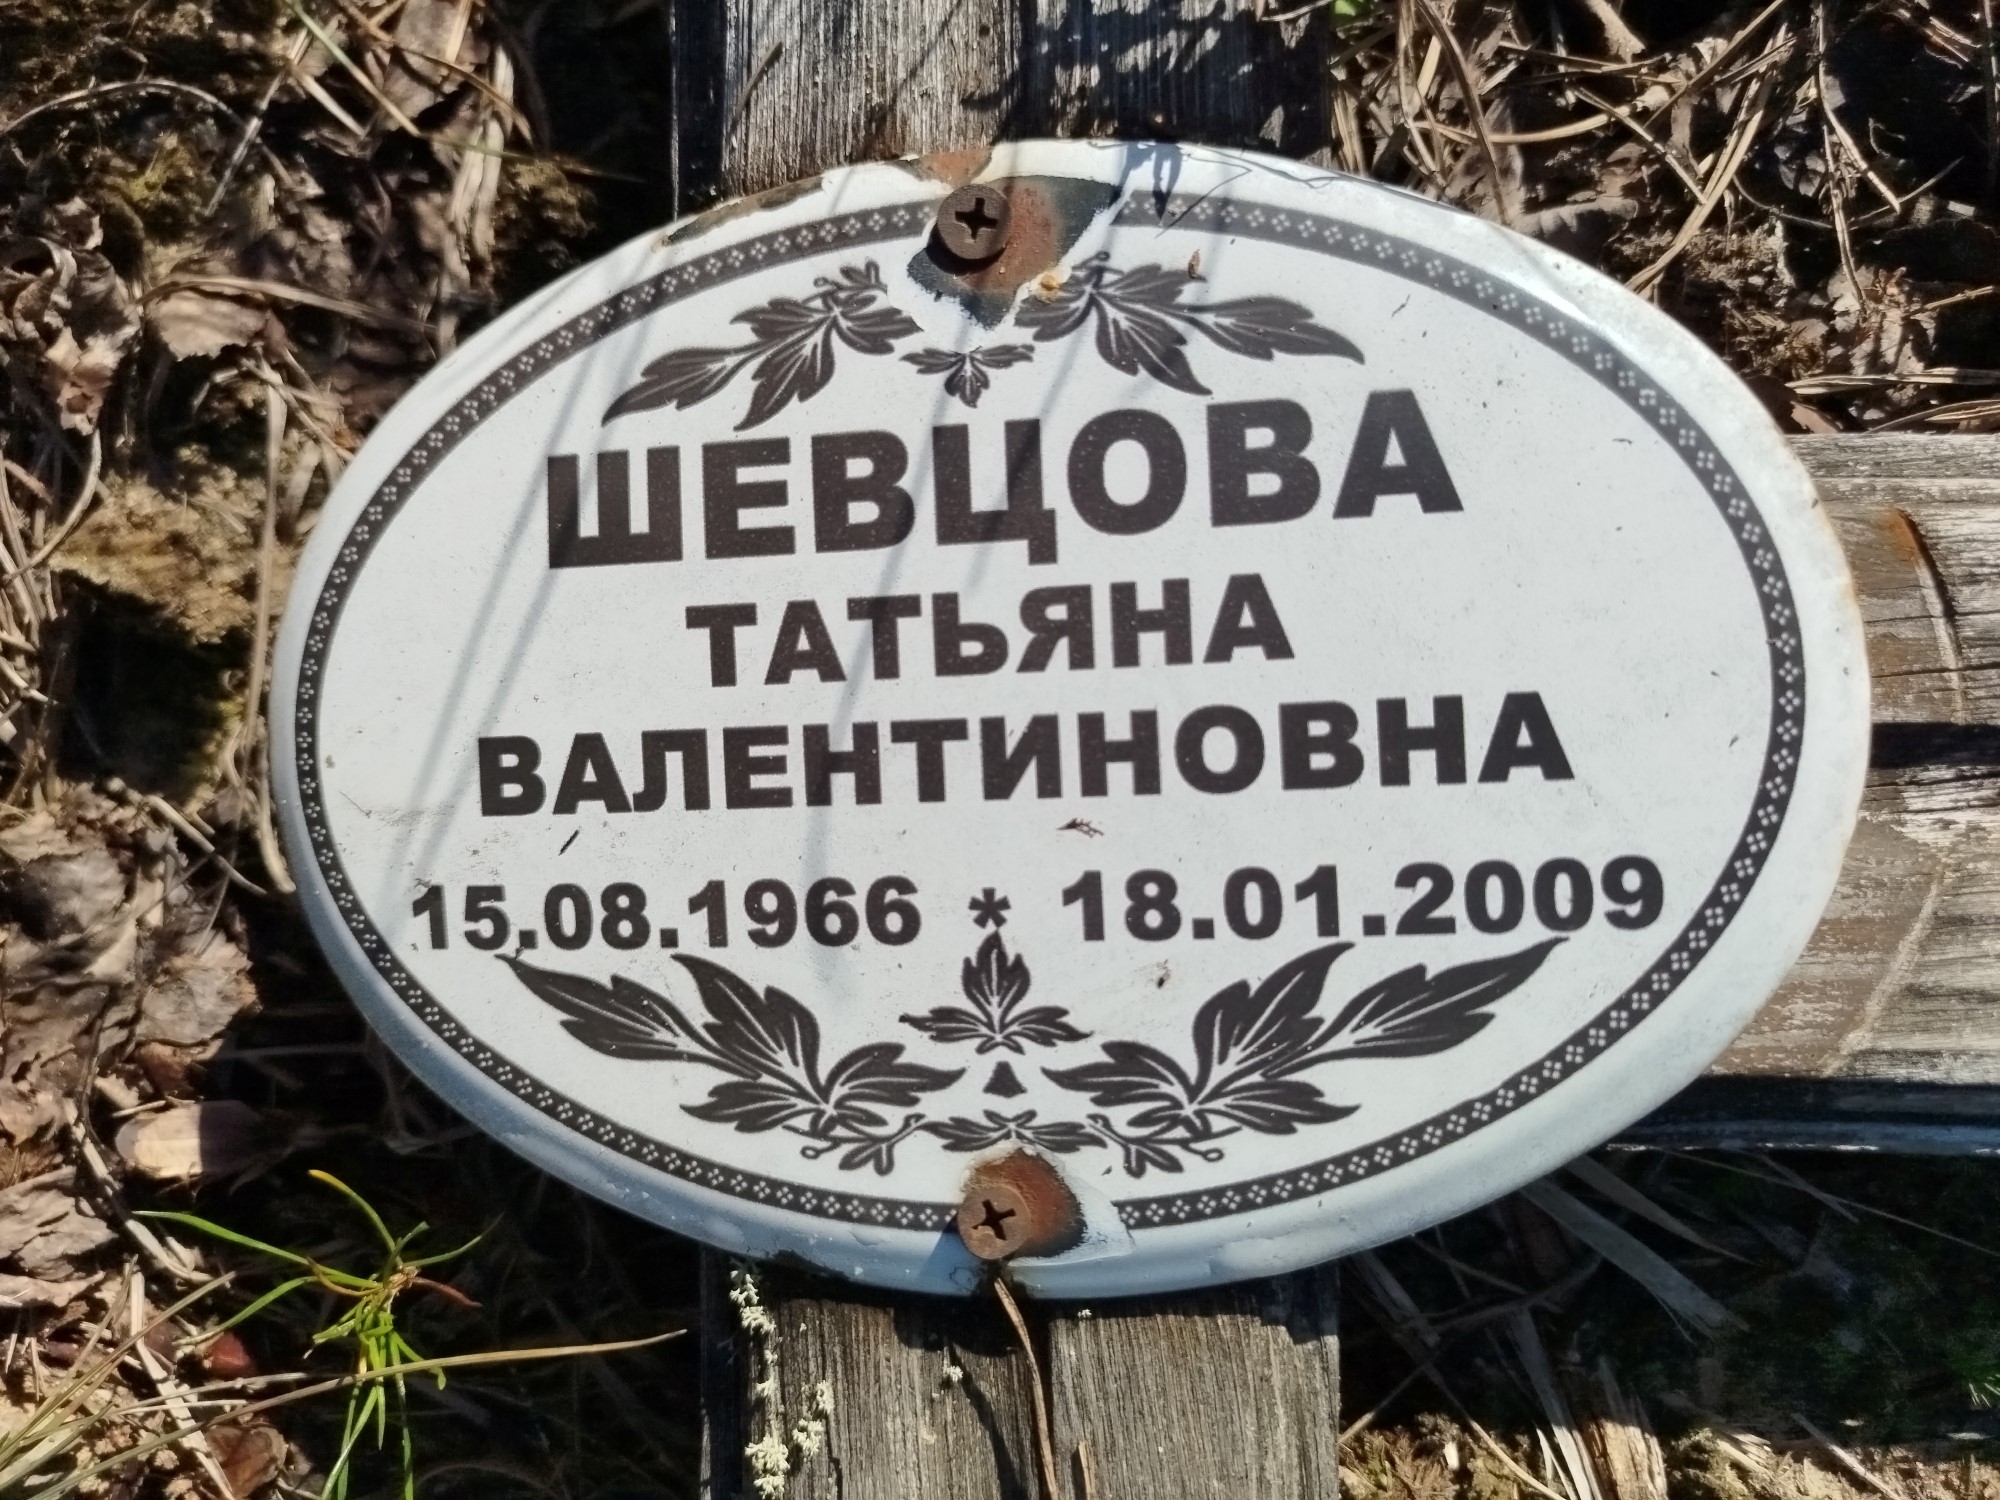 ШЕВЦОВА
ТАТЬЯНА
ВАЛЕНТИНОВНА
15.08.1966 * 18.01.2009